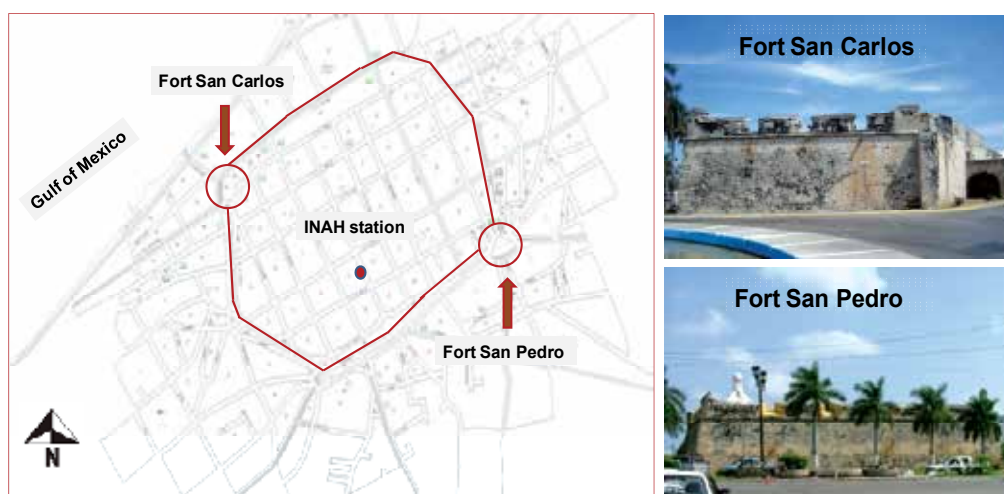 Fort San Carlos
Gulf of Mexico
INAH station
Fort San Pedro
N
Fort San Carlos
Fort San Pedro